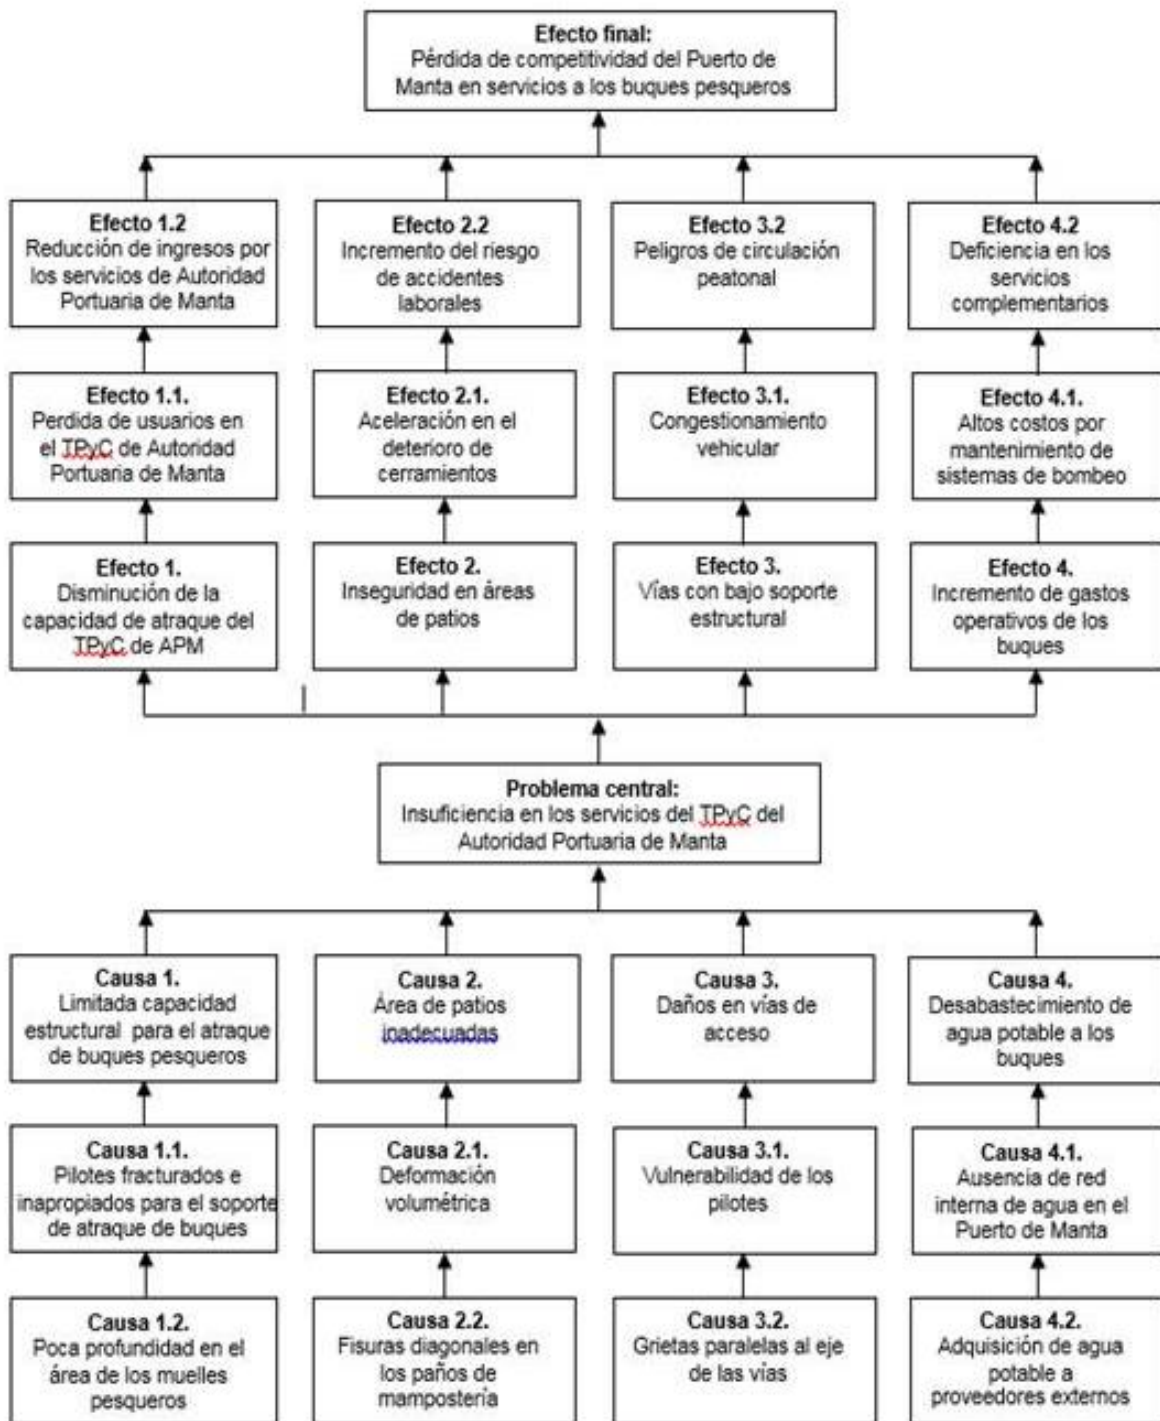 Efecto final:
Pérdida de competitividad del Puerto de
Manta en servicios a los buques pesqueros
Efecto 1.2
Reducción de ingresos por
los servicios de Autoridad
Portuaria de Manta
Efecto 2.2
Incremento del riesgo
de accidentes
laborales
Efecto 3.2
Peligros de circulación
peatonal
Efecto 4.2
Deficiencia en los
servicios
complementarios
Efecto 1.1.
Perdida de usuarios en
el TPyC de Autoridad
Portuaria de Manta
Efecto 2.1.
Aceleración en el
deterioro de
cerramientos
Efecto 3.1.
Congestionamiento
vehicular
Efecto 4.1.
Altos costos por
mantenimiento de
sistemas de bombeo
Efecto 1.
Disminución de la
capacidad de atraque del
TPyC de APM
Efecto 2.
Inseguridad en áreas
de patios
Efecto 3.
Vías con bajo soporte
estructural
Efecto 4.
Incremento de gastos
operativos de los
buques
Problema central:
Insuficiencia en los servicios del TPyC del
Autoridad Portuaria de Manta
Causa 1.
Limitada capacidad
estructural para el atraque
de buques pesqueros
Causa 2.
Área de patios
inadecuadas
Causa 3.
Daños en vías de
acceso
Causa 4.
Desabastecimiento de
agua potable a los
buques
Causa 1.1.
Pilotes fracturados e
inapropiados para el soporte
de atraque de buques
Causa 2.1.
Deformación
volumétrica
Causa 3.1.
Vulnerabilidad de los
pilotes
Causa 4.1.
Ausencia de red
interna de agua en el
Puerto de Manta
Causa 1.2.
Poca profundidad en el
área de los muelles
pesqueros
Causa 2.2.
Fisuras diagonales en
los paños de
mampostería
Causa 3.2.
Grietas paralelas al eje
de las vías
Causa 4.2.
Adquisición de agua
potable a
proveedores externos